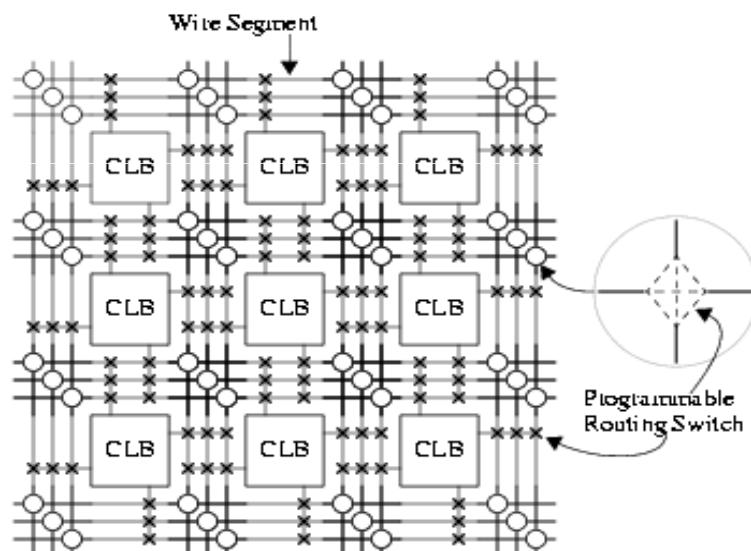 Wire Segment
CLB CLB CLB
CLB CLB CLB
Programmable
Routing Switch
CLB CLB CLB